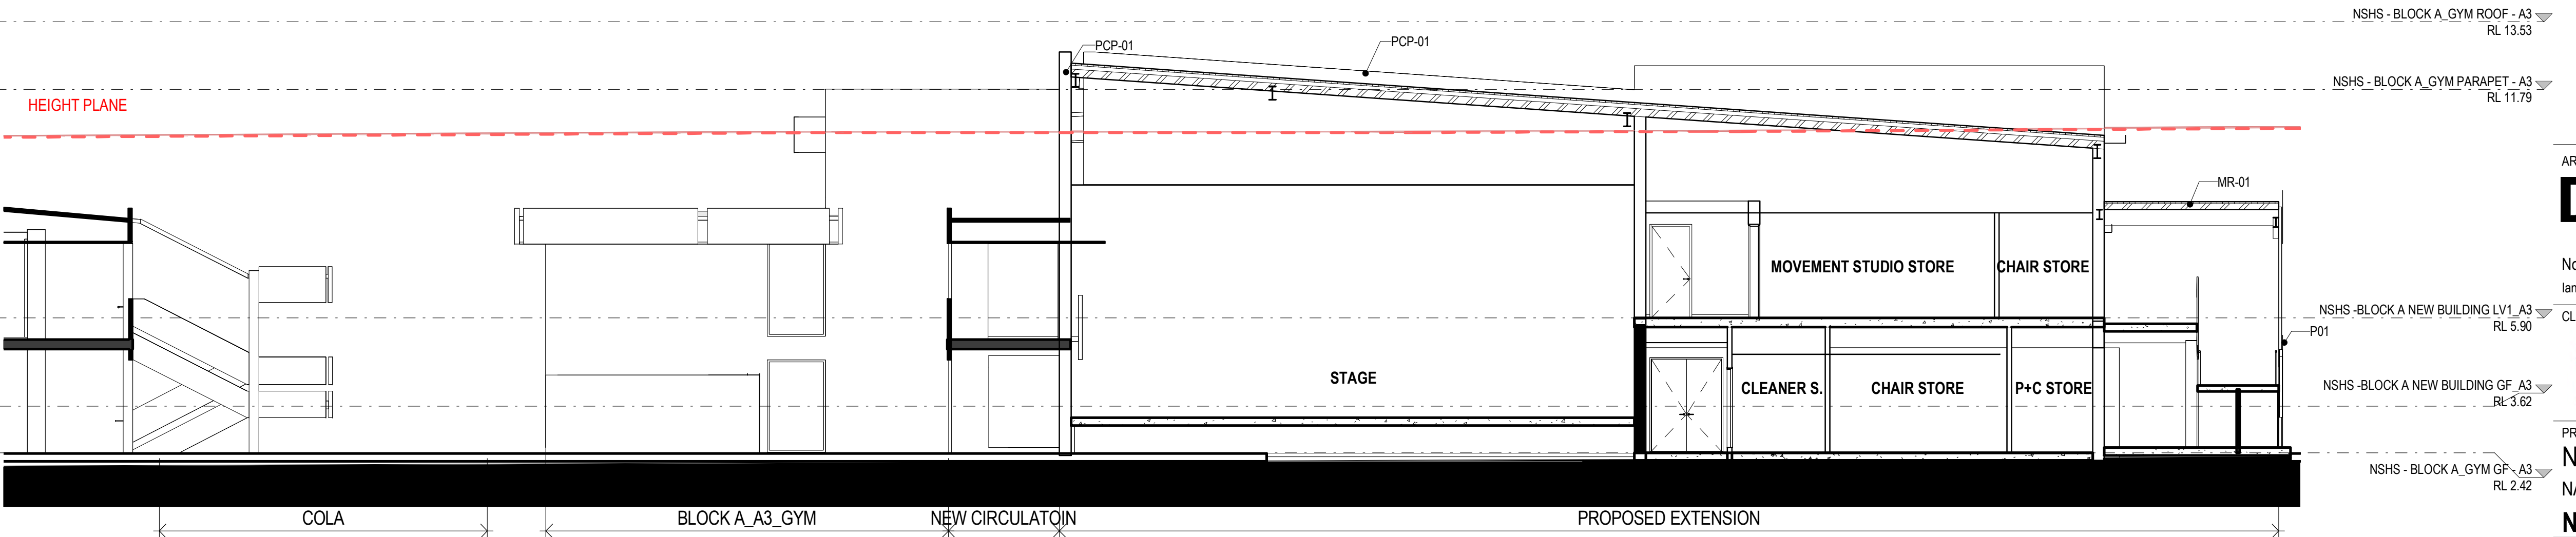 NSHS - BLOCK A_GYM ROOF - A3
RL 13.53
PCP-01
PCP-01
NSHS - BLOCK A_GYM PARAPET - A3
RL 11.79
HEIGHT PLANE
AR
MR-01
MOVEMENT STUDIO STORE
CHAIR STORE
NSHS -BLOCK A NEW BUILDING LV1_A3
RL 5.90
CL
P01
STAGE
CLEANER S.
CHAIR STORE
P+C STORE
NSHS -BLOCK A NEW BUILDING GF_A3
RL 3.62
PR
NSHS - BLOCK A_GYM GF - A3
RL 2.42
COLA
BLOCK A_A3_GYM
NEW CIRCULATOIN
PROPOSED EXTENSION